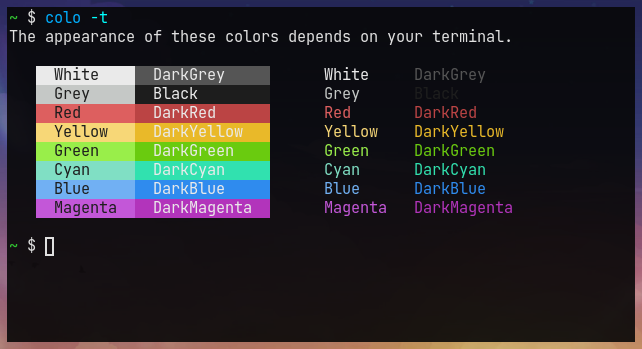 ~ $ colo -t
The appearance of these colors depends on your terminal.
White DarkGrey White DarkGrey
Grey Black Grey Black
Red DarkRed Red DarkRed
Yellow DarkYellow Yellow DarkYellow
Green DarkGreen Green DarkGreen
Cyan DarkCyan Cyan DarkCyan
Blue DarkBlue Blue DarkBlue
Magenta DarkMagenta Magenta DarkMagenta
~ $